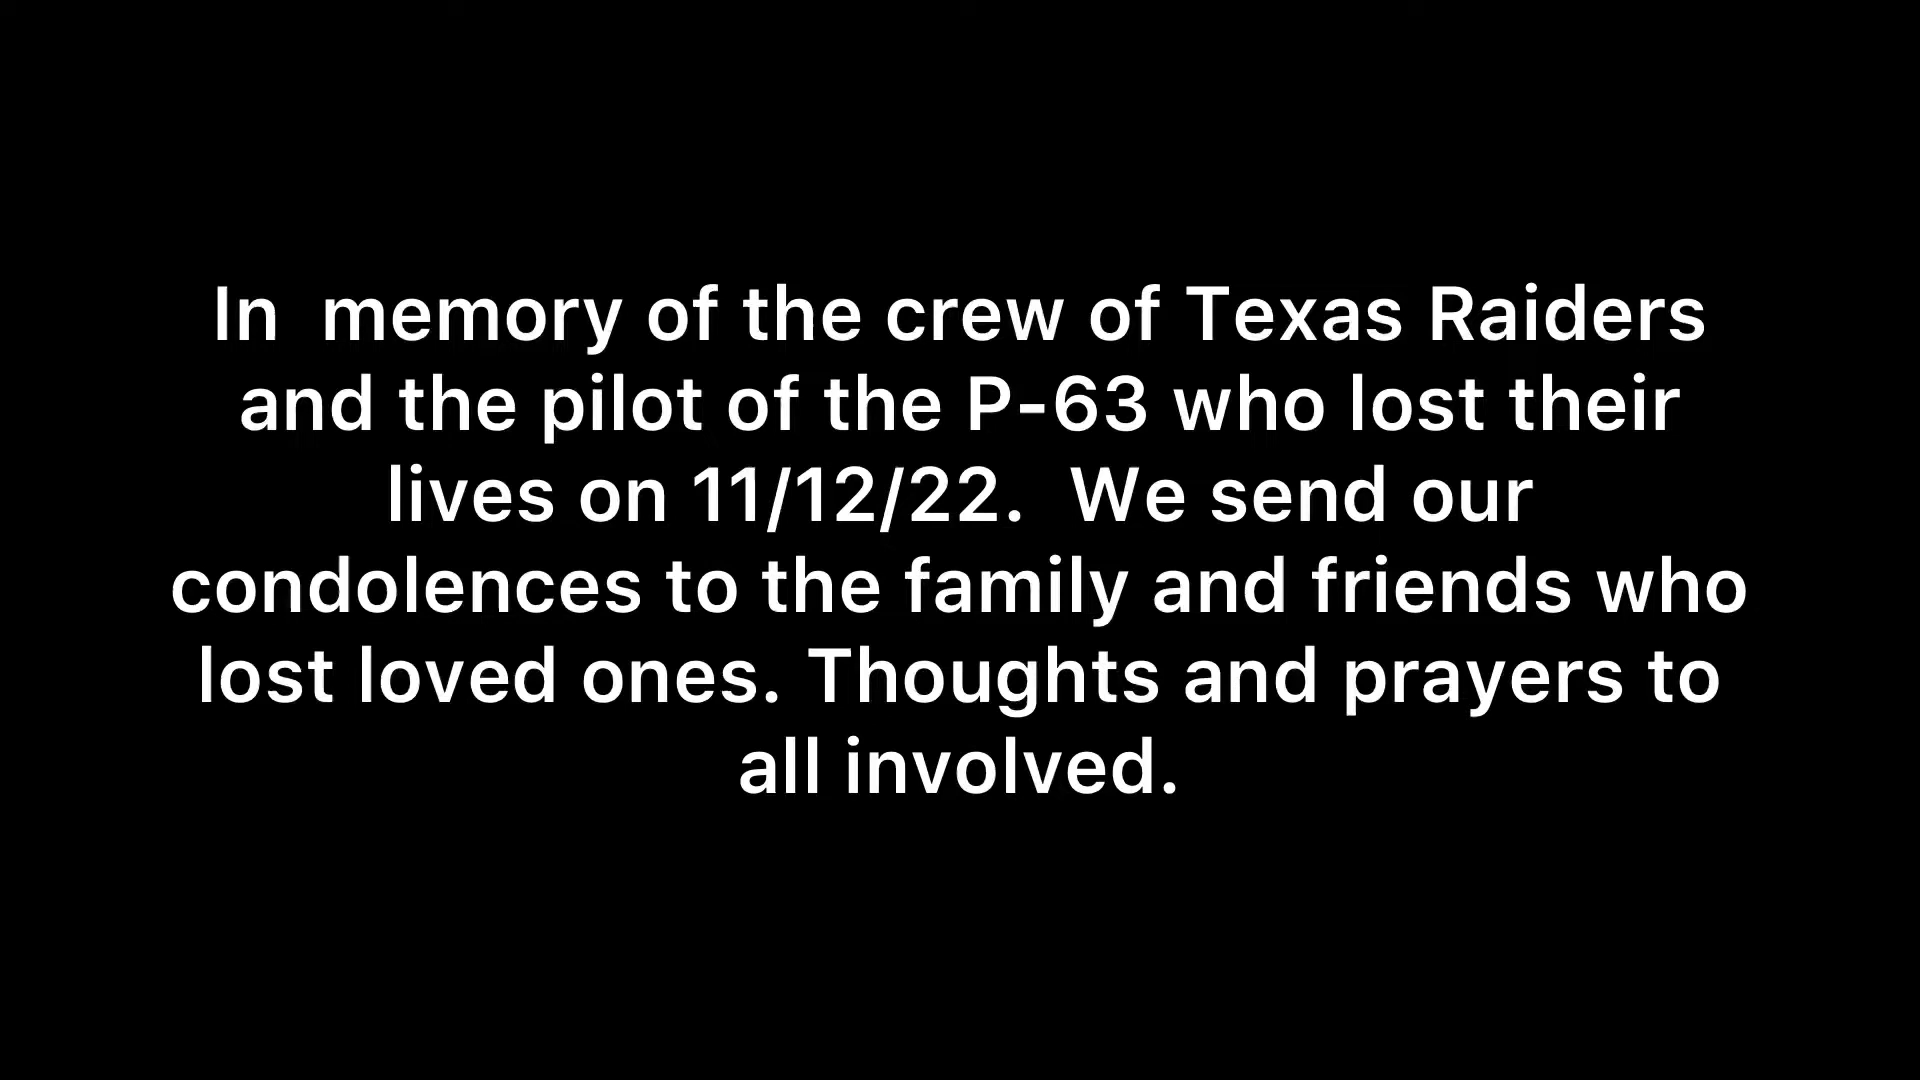 In  memory of the crew of Texas Raiders
and the pilot of the P-63 who lost their
lives on 11/12/22.  We send our
condolences to the family and friends who
lost loved ones. Thoughts and prayers to
all involved.